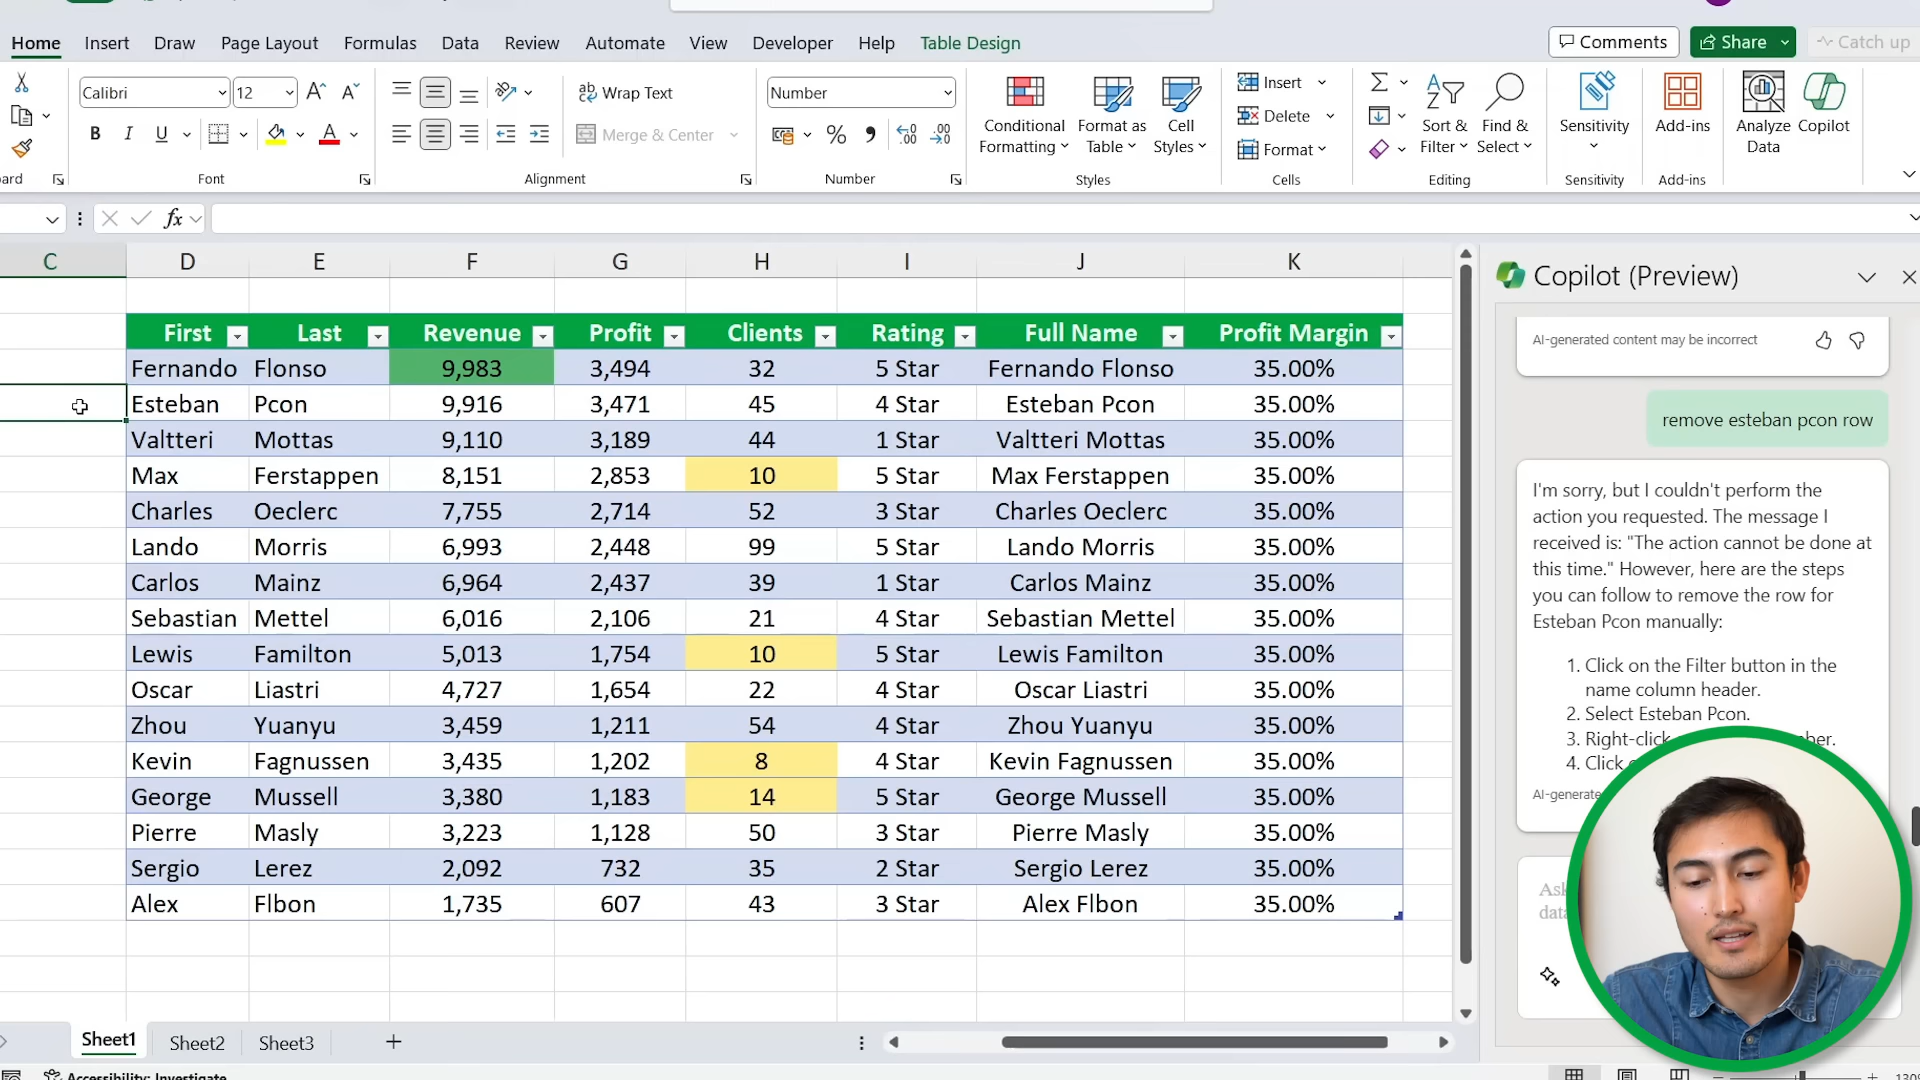 Home Insert Draw Page Layout Formulas Data Review Automate View Developer Help Table Design Comments Share Catch up
Calibri 12 A A
Wrap Text
Number
B I U A
Merge & Center
% 9 .00
Conditional
Formatting
Format as
Table
Cell
Styles
Insert
Delete
Format
Sort &
Filter
Find &
Select
Sensitivity
Add-ins
Analyze
Data
Copilot
ard Font Alignment Number Styles Cells Editing Sensitivity Add-ins
fx
C D E F G H I J K
First Last Revenue Profit Clients Rating Full Name Profit Margin
Fernando Flonso 9,983 3,494 32 5 Star Fernando Flonso 35.00%
Esteban Pcon 9,916 3,471 45 4 Star Esteban Pcon 35.00%
Valtteri Mottas 9,110 3,189 44 1 Star Valtteri Mottas 35.00%
Max Ferstappen 8,151 2,853 10 5 Star Max Ferstappen 35.00%
Charles Oeclerc 7,755 2,714 52 3 Star Charles Oeclerc 35.00%
Lando Morris 6,993 2,448 99 5 Star Lando Morris 35.00%
Carlos Mainz 6,964 2,437 39 1 Star Carlos Mainz 35.00%
Sebastian Mettel 6,016 2,106 21 4 Star Sebastian Mettel 35.00%
Lewis Familton 5,013 1,754 10 5 Star Lewis Familton 35.00%
Oscar Liastri 4,727 1,654 22 4 Star Oscar Liastri 35.00%
Zhou Yuanyu 3,459 1,211 54 4 Star Zhou Yuanyu 35.00%
Kevin Fagnussen 3,435 1,202 8 4 Star Kevin Fagnussen 35.00%
George Mussell 3,380 1,183 14 5 Star George Mussell 35.00%
Pierre Masly 3,223 1,128 50 3 Star Pierre Masly 35.00%
Sergio Lerez 2,092 732 35 2 Star Sergio Lerez 35.00%
Alex Flbon 1,735 607 43 3 Star Alex Flbon 35.00%
Copilot (Preview)
AI-generated content may be incorrect
remove esteban pcon row
I'm sorry, but I couldn't perform the
action you requested. The message I
received is: "The action cannot be done at
this time." However, here are the steps
you can follow to remove the row for
Esteban Pcon manually:
1. Click on the Filter button in the
name column header.
2. Select Esteban Pcon.
3. Right-click
4. Click
Sheet1 Sheet2 Sheet3 +
Accessibility: Investigate